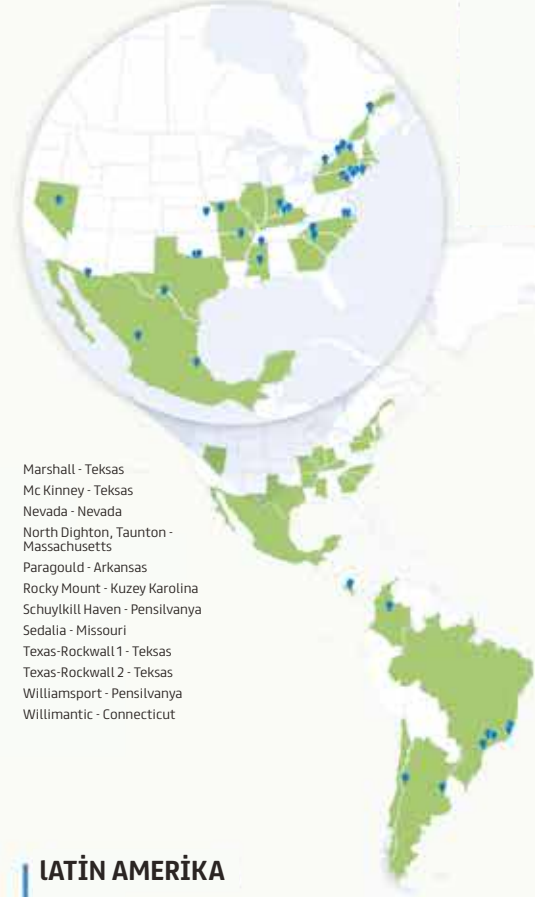 Marshall - Teksas
Mc Kinney - Teksas
Nevada - Nevada
North Dighton, Taunton -
Massachusetts
Paragould - Arkansas
Rocky Mount - Kuzey Karolina
Schuylkill Haven - Pensilvanya
Sedalia - Missouri
Texas-Rockwall 1 - Teksas
Texas-Rockwall 2 - Teksas
Williamsport - Pensilvanya
Willimantic - Connecticut
LATİN AMERİKA